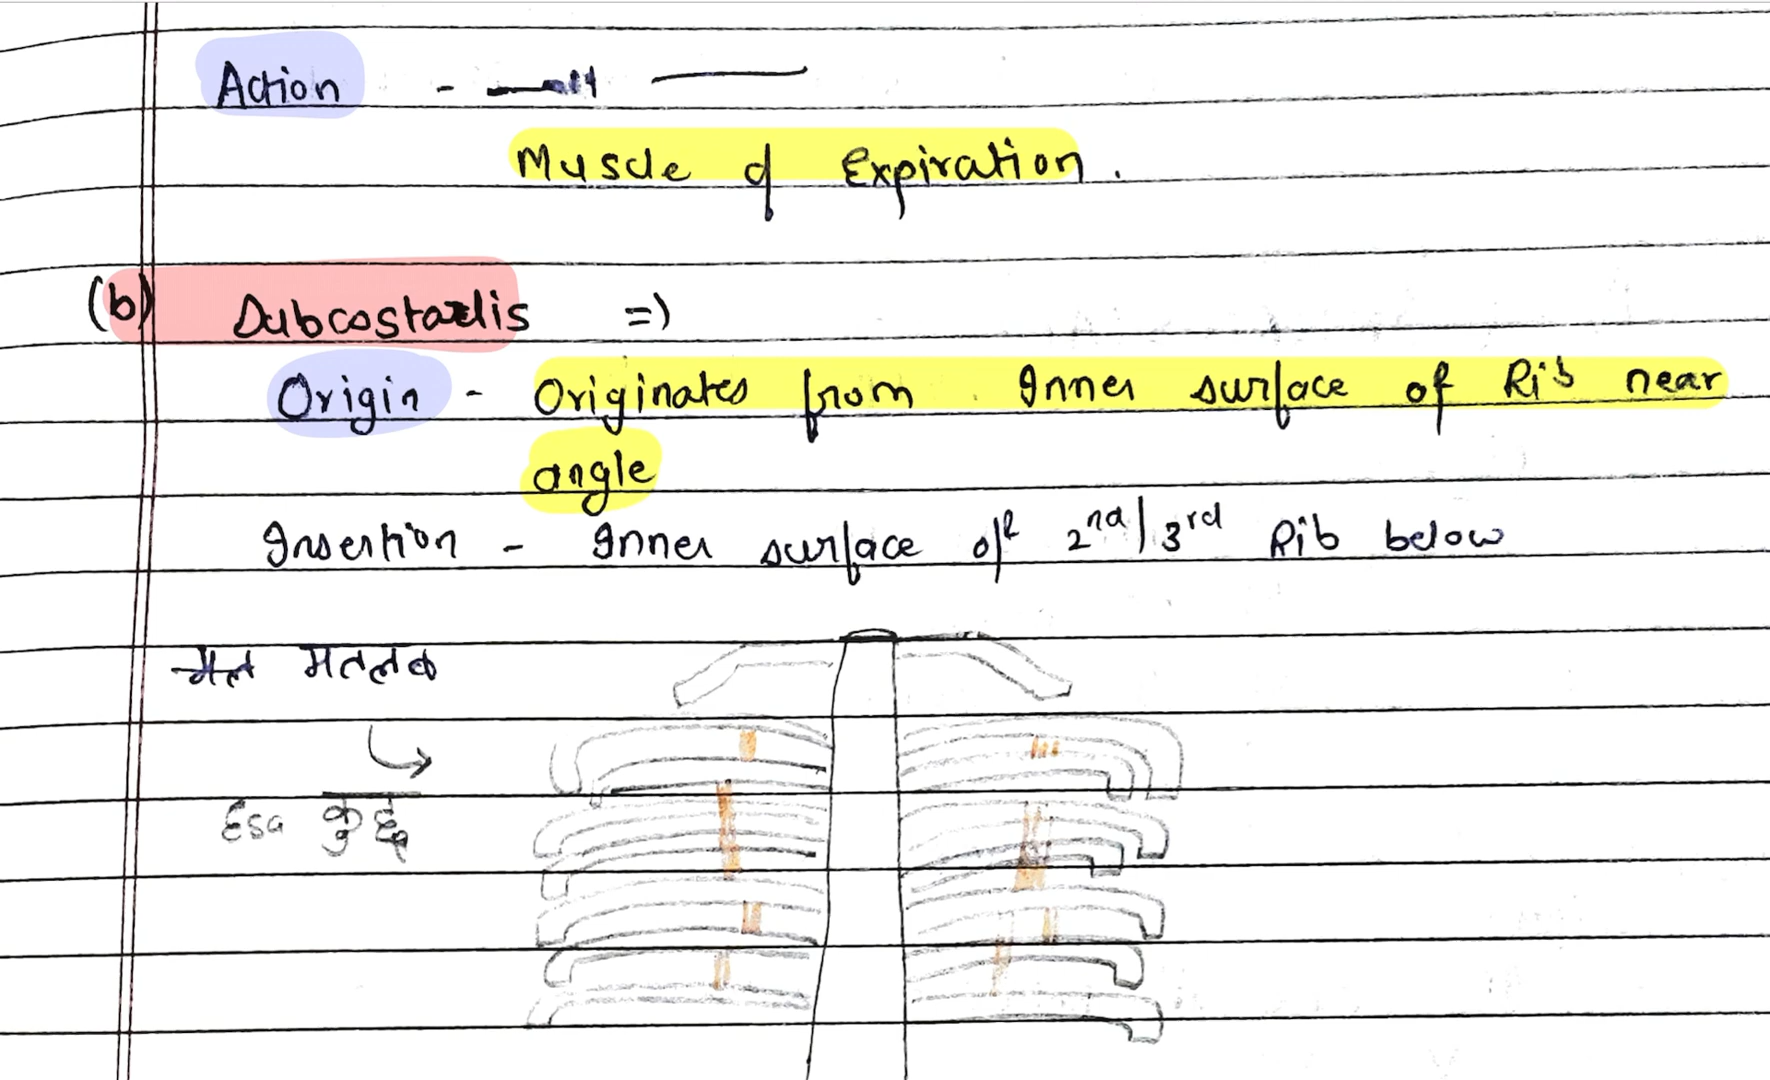 Action -
Muscle of Expiration.
(b) Subcostalis =)
Origin - Originates from Inner surface of Rib near
angle
Insertion - Inner surface of 2nd/3rd Rib below
मतलब
Esa कुछ